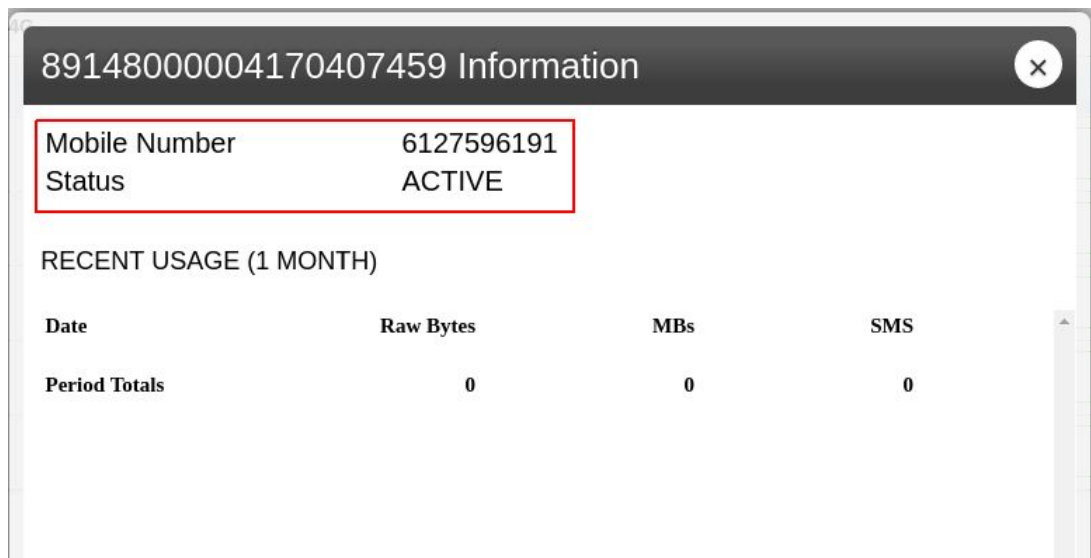 4G
89148000004170407459 Information
×
Mobile Number 6127596191
Status ACTIVE
RECENT USAGE (1 MONTH)
Date Raw Bytes MBs SMS
Period Totals 0 0 0